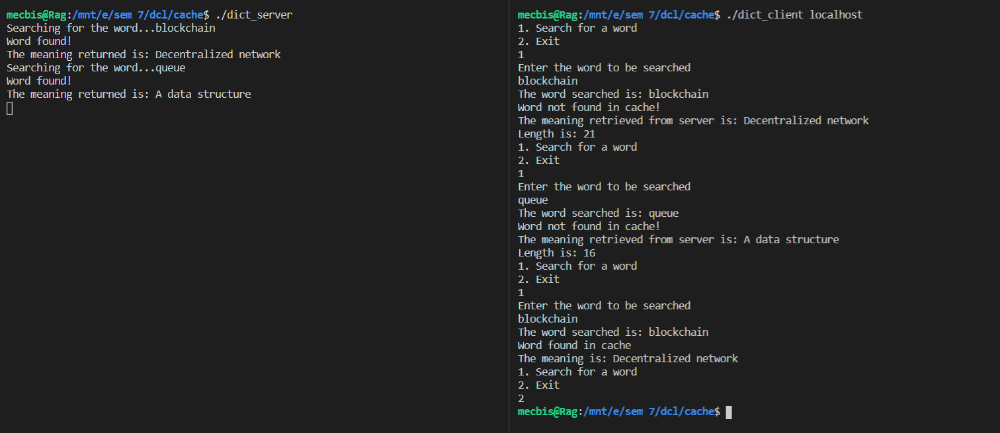 mecbis@Rag:/mnt/e/sem 7/dcl/cache$ ./dict_server
Searching for the word...blockchain
Word found!
The meaning returned is: Decentralized network
Searching for the word...queue
Word found!
The meaning returned is: A data structure
mecbis@Rag:/mnt/e/sem 7/dcl/cache$ ./dict_client localhost
1. Search for a word
2. Exit
1
Enter the word to be searched
blockchain
The word searched is: blockchain
Word not found in cache!
The meaning retrieved from server is: Decentralized network
Length is: 21
1. Search for a word
2. Exit
1
Enter the word to be searched
queue
The word searched is: queue
Word not found in cache!
The meaning retrieved from server is: A data structure
Length is: 16
1. Search for a word
2. Exit
1
Enter the word to be searched
blockchain
The word searched is: blockchain
Word found in cache
The meaning is: Decentralized network
1. Search for a word
2. Exit
2
mecbis@Rag:/mnt/e/sem 7/dcl/cache$